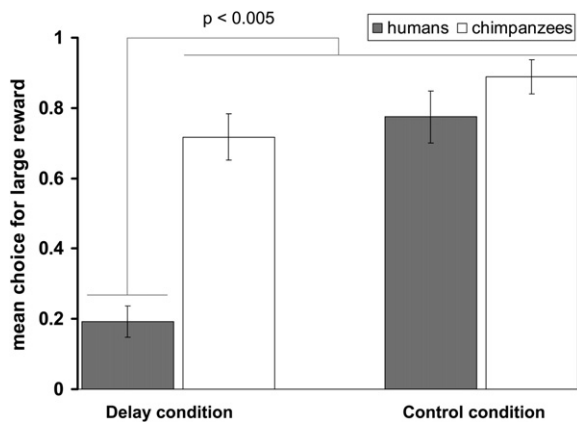 p < 0.005
humans chimpanzees
mean choice for large reward
1
0.8
0.6
0.4
0.2
0
Delay condition Control condition